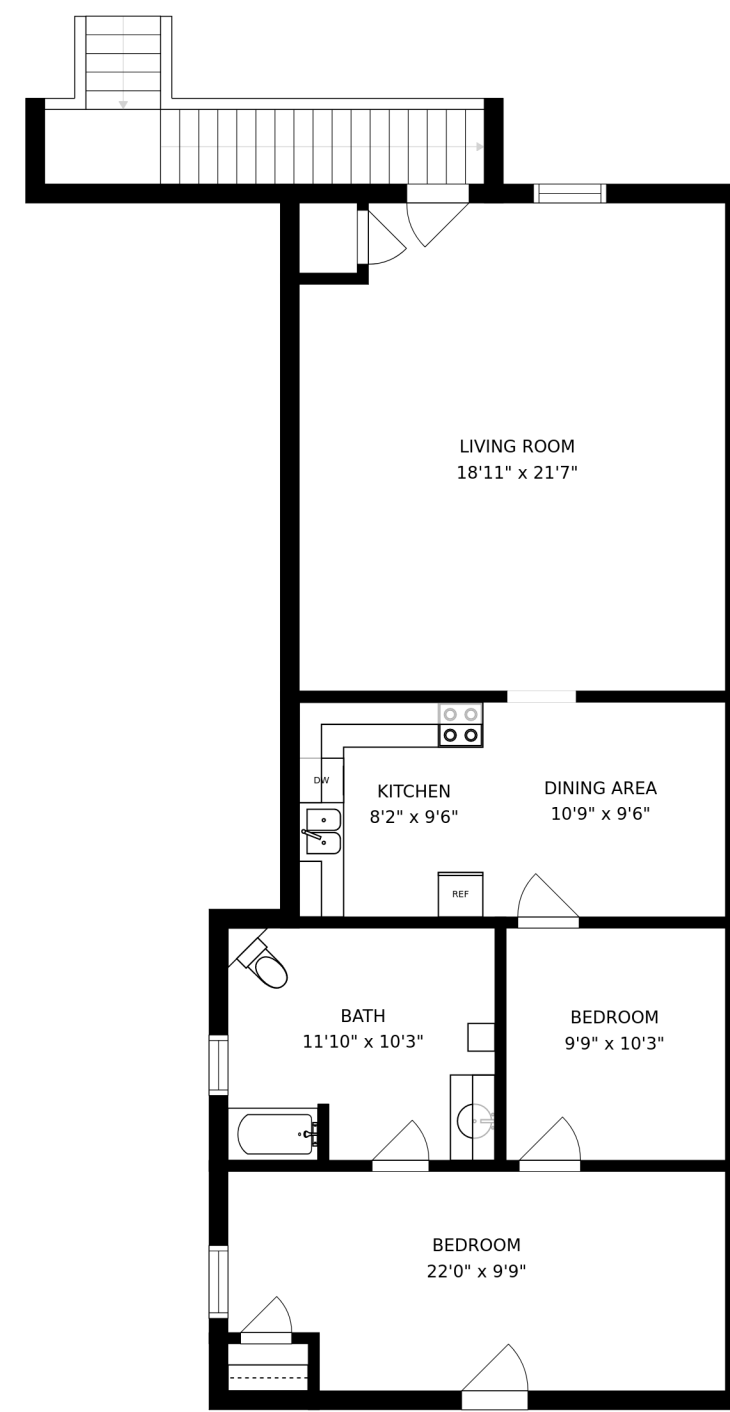 LIVING ROOM
18'11" x 21'7"
DW
KITCHEN
8'2" x 9'6"
DINING AREA
10'9" x 9'6"
REF
BATH
11'10" x 10'3"
BEDROOM
9'9" x 10'3"
BEDROOM
22'0" x 9'9"